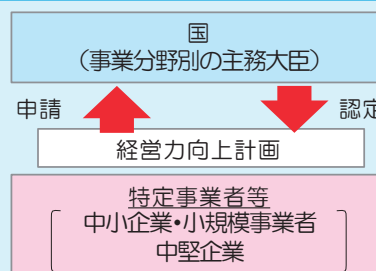 国
（事業分野別の主務大臣）
申請
認定
経営力向上計画
特定事業者等
中小企業・小規模事業者
中堅企業